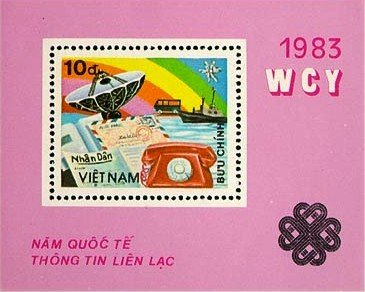 1983
WCY
10đ
Nhân Dân
VIỆT NAM
BƯU CHÍNH
NĂM QUỐC TẾ
THÔNG TIN LIÊN LẠC